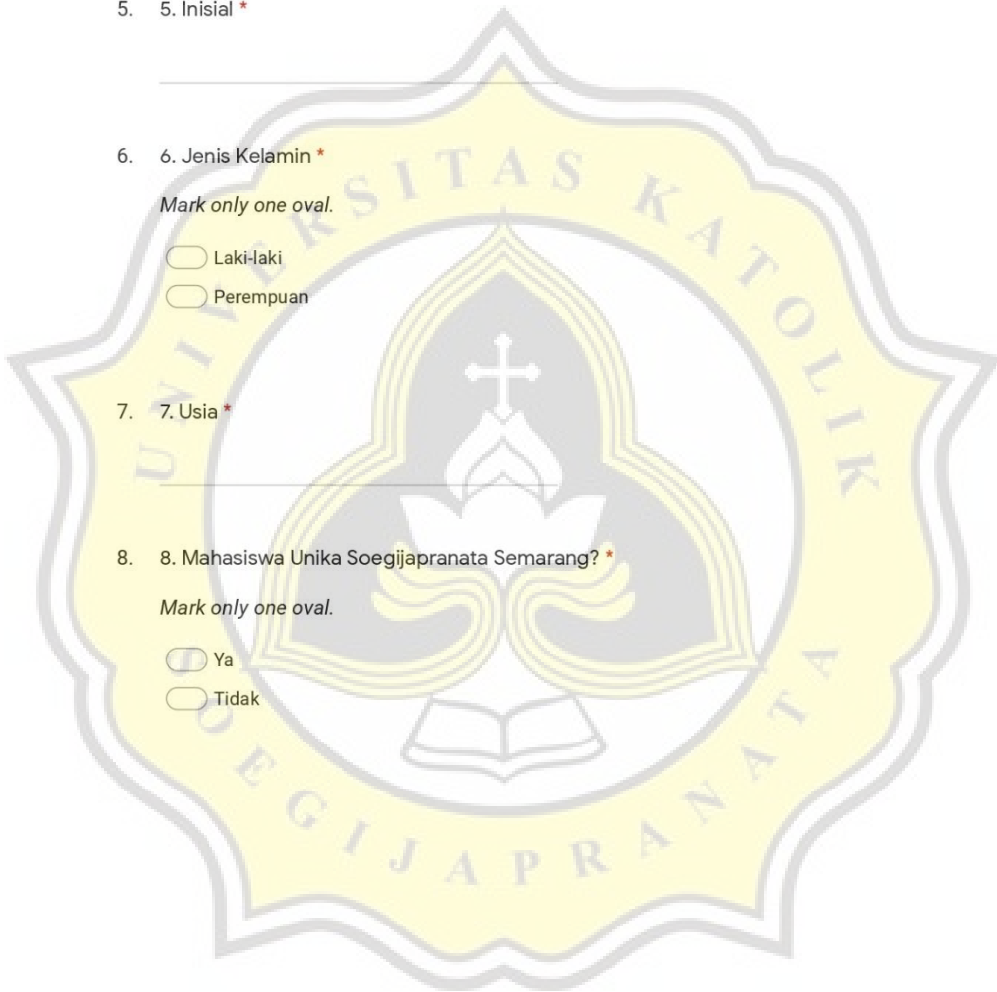 5. 5. Inisial *
6. 6. Jenis Kelamin *
Mark only one oval.
Laki-laki
Perempuan
7. 7. Usia *
8. 8. Mahasiswa Unika Soegijapranata Semarang? *
Mark only one oval.
Ya
Tidak
UNIVERSITAS KATOLIK
SOEGIJAPRANATA